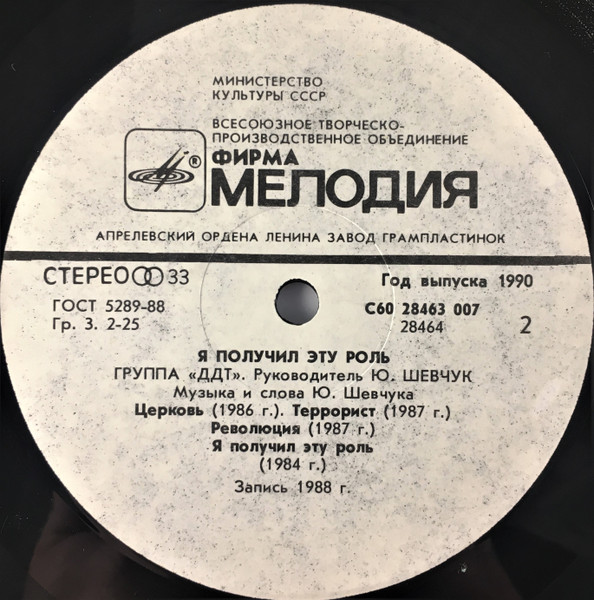 МИНИСТЕРСТВО
КУЛЬТУРЫ СССР
ВСЕСОЮЗНОЕ ТВОРЧЕСКО-
ПРОИЗВОДСТВЕННОЕ ОБЪЕДИНЕНИЕ
®
ФИРМА
МЕЛОДИЯ
АПРЕЛЕВСКИЙ ОРДЕНА ЛЕНИНА ЗАВОД ГРАМПЛАСТИНОК
СТЕРЕО 33
Год выпуска 1990
ГОСТ 5289-88
С60 28463 007
Гр. 3. 2-25
28464
2
Я ПОЛУЧИЛ ЭТУ РОЛЬ
ГРУППА «ДДТ». Руководитель Ю. ШЕВЧУК
Музыка и слова Ю. Шевчука
Церковь (1986 г.). Террорист (1987 г.).
Революция (1987 г.)
Я получил эту роль
(1984 г.)
Запись 1988 г.